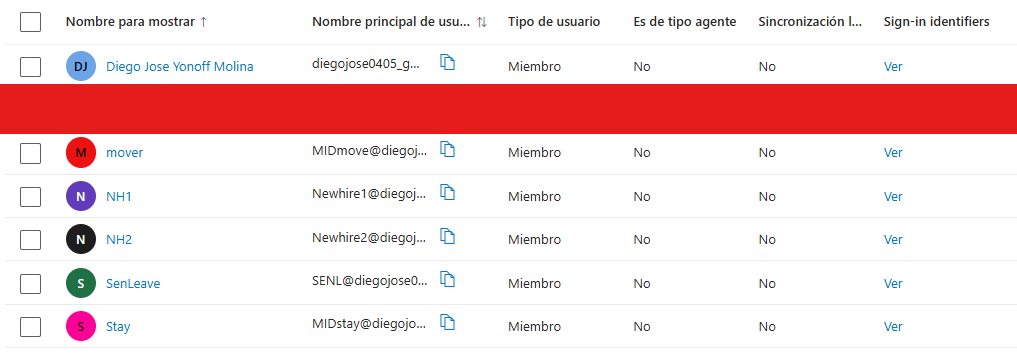 Nombre para mostrar ↑ Nombre principal de usu... ↑↓ Tipo de usuario Es de tipo agente Sincronización l... Sign-in identifiers
DJ Diego Jose Yonoff Molina diegojose0405_g... Miembro No No Ver
M mover MIDmove@diegoj... Miembro No No Ver
N NH1 Newhire1@diegoj... Miembro No No Ver
N NH2 Newhire2@diegoj... Miembro No No Ver
S SenLeave SENL@diegojose0... Miembro No No Ver
S Stay MIDstay@diegojo... Miembro No No Ver